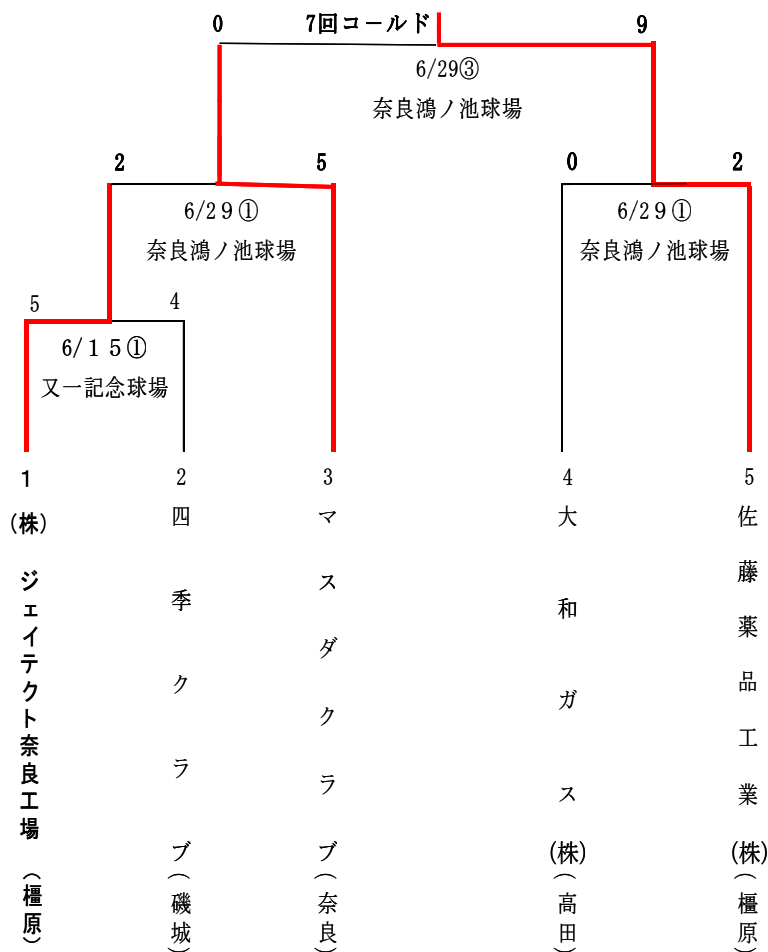 0 7回コールド 9
6/29③
奈良鴻ノ池球場
2 5
6/29①
奈良鴻ノ池球場
0 2
6/29①
奈良鴻ノ池球場
5 4
6/15①
又一記念球場
1
(株)ジェイテクト奈良工場(橿原)
2
四季クラブ(磯城)
3
マスダクラブ(奈良)
4
大和ガス(株)(高田)
5
佐藤薬品工業(株)(橿原)